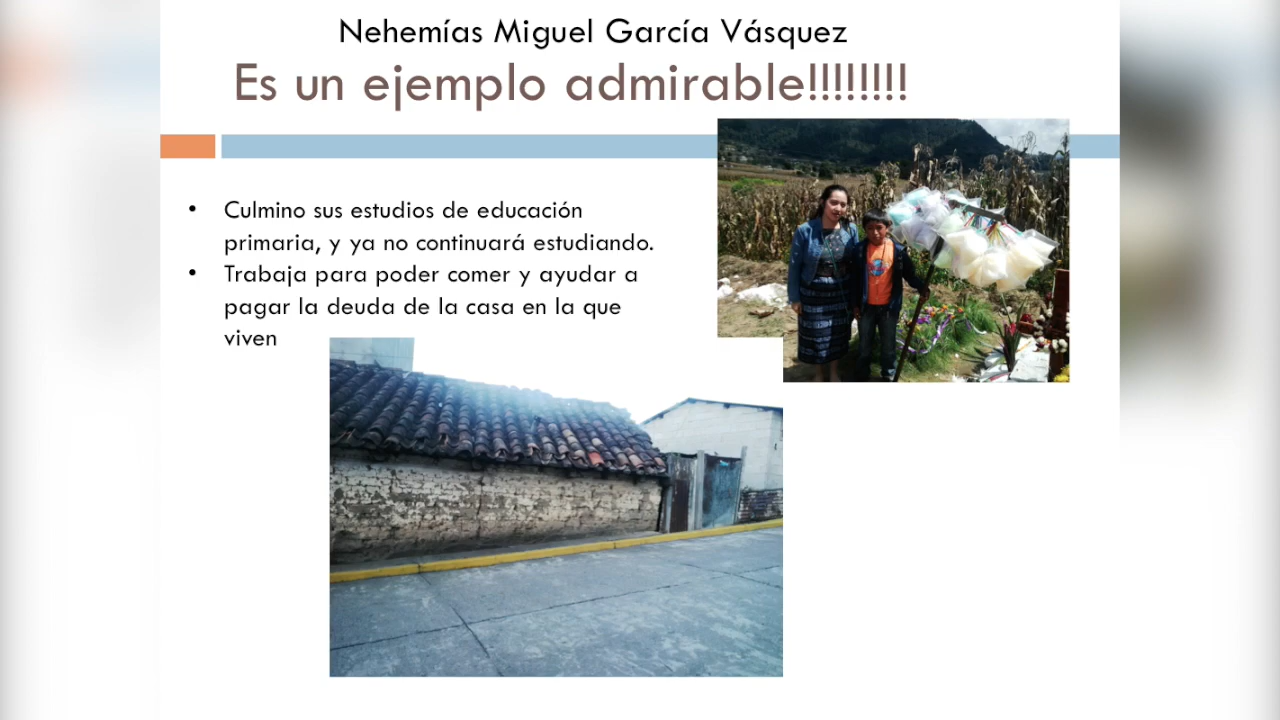 Nehemías Miguel García Vásquez
Es un ejemplo admirable!!!!!!!!
• Culmino sus estudios de educación
primaria, y ya no continuará estudiando.
• Trabaja para poder comer y ayudar a
pagar la deuda de la casa en la que
viven